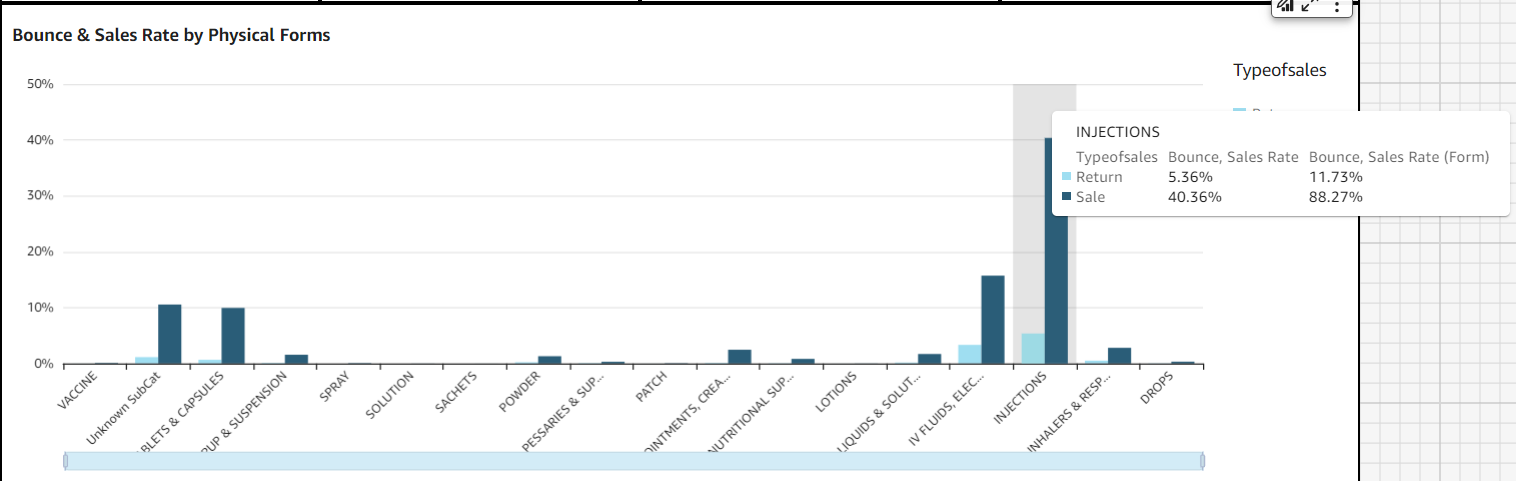 Bounce & Sales Rate by Physical Forms
Typeofsales
50%
40%
30%
20%
10%
0%
INJECTIONS
Typeofsales Bounce, Sales Rate Bounce, Sales Rate (Form)
Return 5.36% 11.73%
Sale 40.36% 88.27%
VACCINE
Unknown SubCat
BLETS & CAPSULES
RUP & SUSPENSION
SPRAY
SOLUTION
SACHETS
POWDER
PESSARIES & SUP...
PATCH
OINTMENTS, CREA...
NUTRITIONAL SUP...
LOTIONS
LIQUIDS & SOLUT...
IV FLUIDS, ELEC...
INJECTIONS
INHALERS & RESP...
DROPS